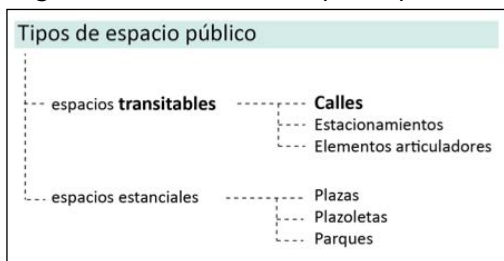 Tipos de espacio público
espacios transitables
Calles
Estacionamientos
Elementos articuladores
espacios estanciales
Plazas
Plazoletas
Parques